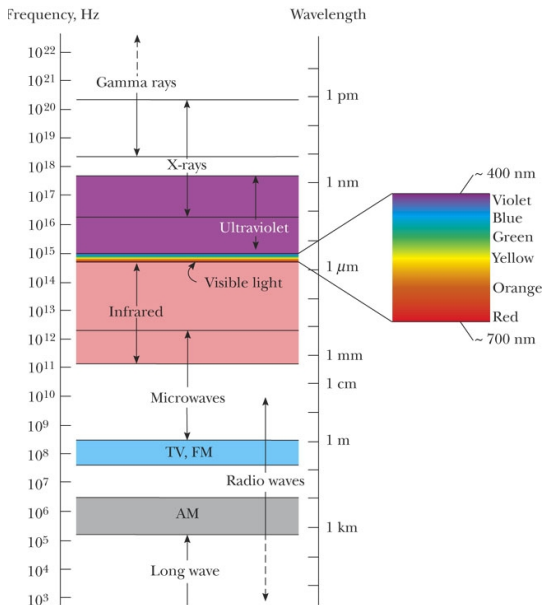 Frequency, Hz
Wavelength
10²²
10²¹
Gamma rays
10²⁰
1 pm
10¹⁹
10¹⁸
X-rays
~ 400 nm
10¹⁷
1 nm
Violet
10¹⁶
Blue
Ultraviolet
Green
10¹⁵
1 μm
Yellow
10¹⁴
Visible light
Orange
10¹³
Infrared
Red
10¹²
~ 700 nm
1 mm
10¹¹
1 cm
10¹⁰
Microwaves
10⁹
1 m
10⁸
TV, FM
10⁷
Radio waves
10⁶
AM
1 km
10⁵
10⁴
Long wave
10³